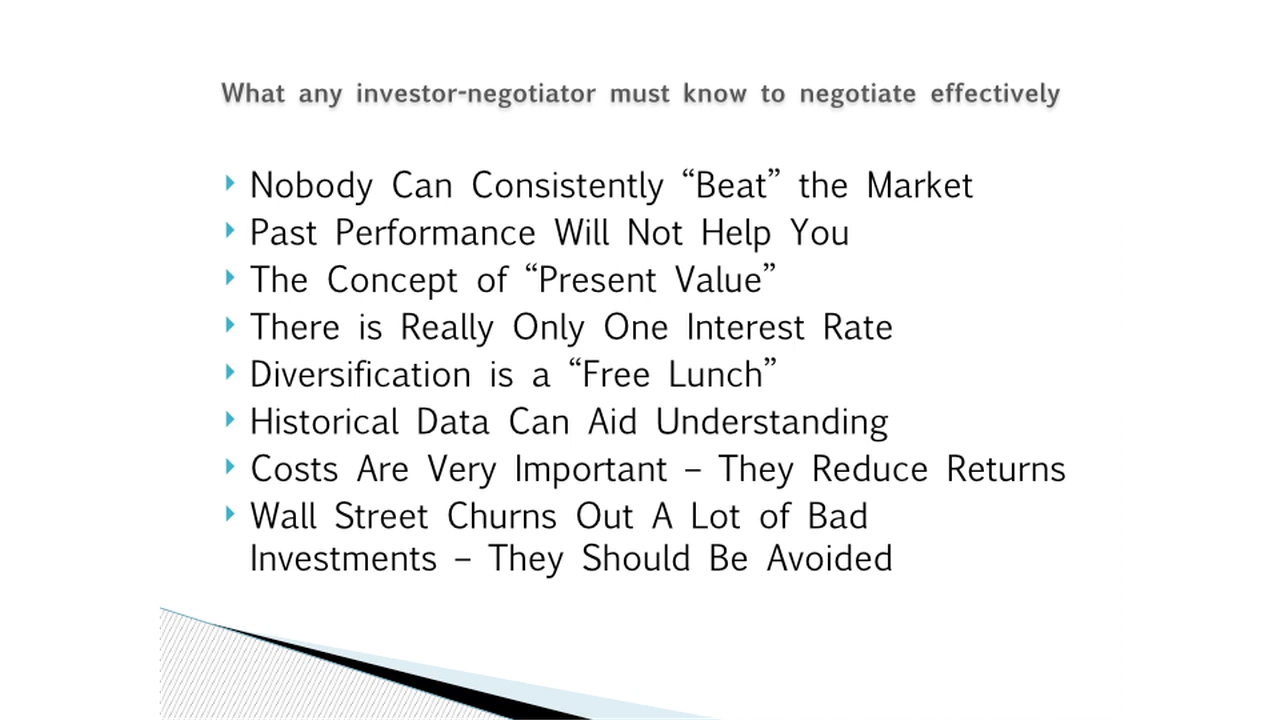 What any investor-negotiator must know to negotiate effectively
Nobody Can Consistently “Beat” the Market
Past Performance Will Not Help You
The Concept of “Present Value”
There is Really Only One Interest Rate
Diversification is a “Free Lunch”
Historical Data Can Aid Understanding
Costs Are Very Important – They Reduce Returns
Wall Street Churns Out A Lot of Bad
Investments – They Should Be Avoided